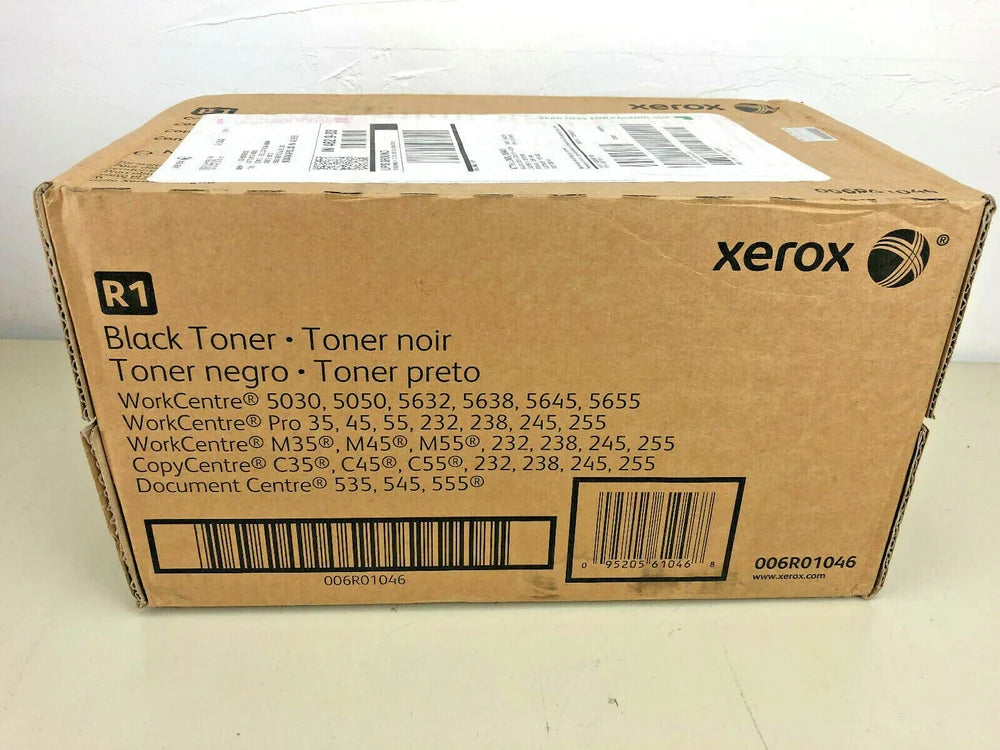 xerox
006R01046
xerox ®
R1
Black Toner • Toner noir
Toner negro • Toner preto
WorkCentre® 5030, 5050, 5632, 5638, 5645, 5655
WorkCentre® Pro 35, 45, 55, 232, 238, 245, 255
WorkCentre® M35®, M45®, M55®, 232, 238, 245, 255
CopyCentre® C35®, C45®, C55®, 232, 238, 245, 255
Document Centre® 535, 545, 555®
006R01046
0 95205 61046 8
006R01046
www.xerox.com